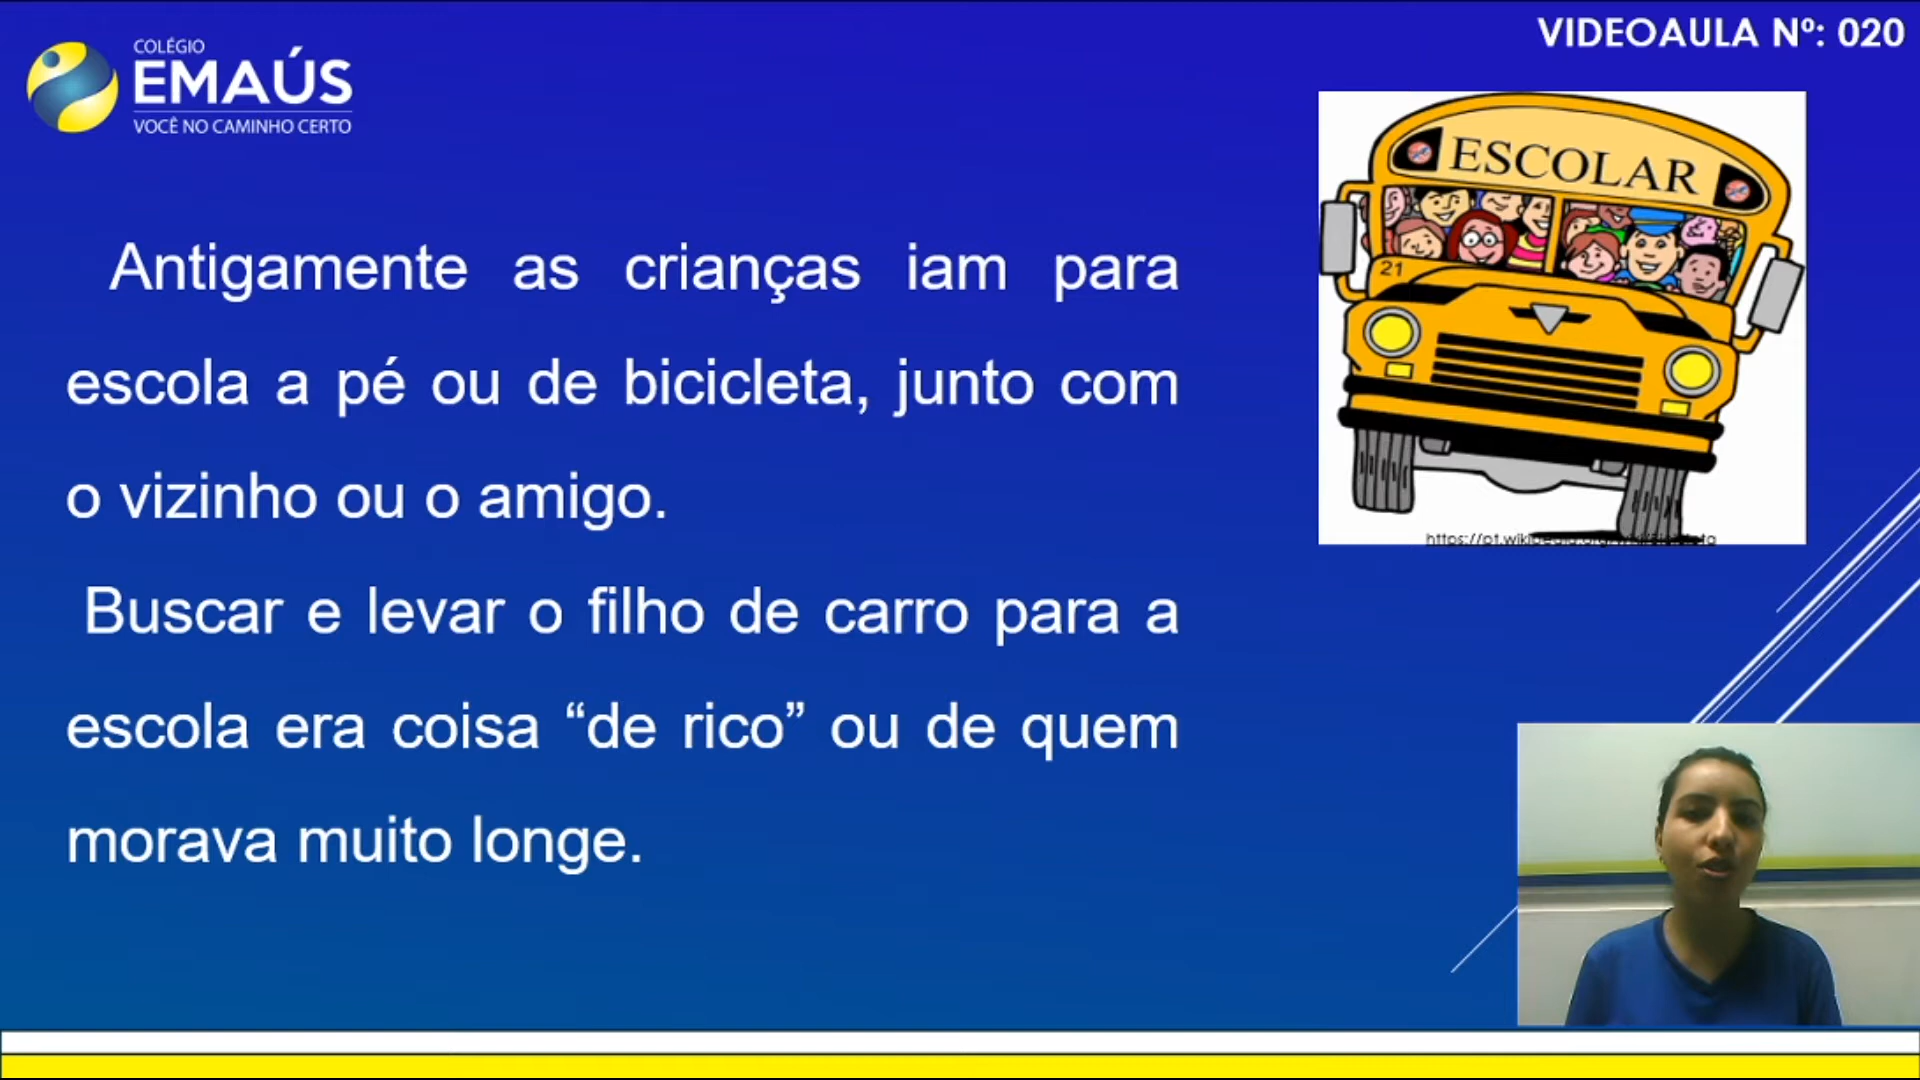 COLÉGIO
EMAÚS
VOCÊ NO CAMINHO CERTO
VIDEOAULA Nº: 020
ESCOLAR
21
Antigamente as crianças iam para
escola a pé ou de bicicleta, junto com
o vizinho ou o amigo.
Buscar e levar o filho de carro para a
escola era coisa “de rico” ou de quem
morava muito longe.